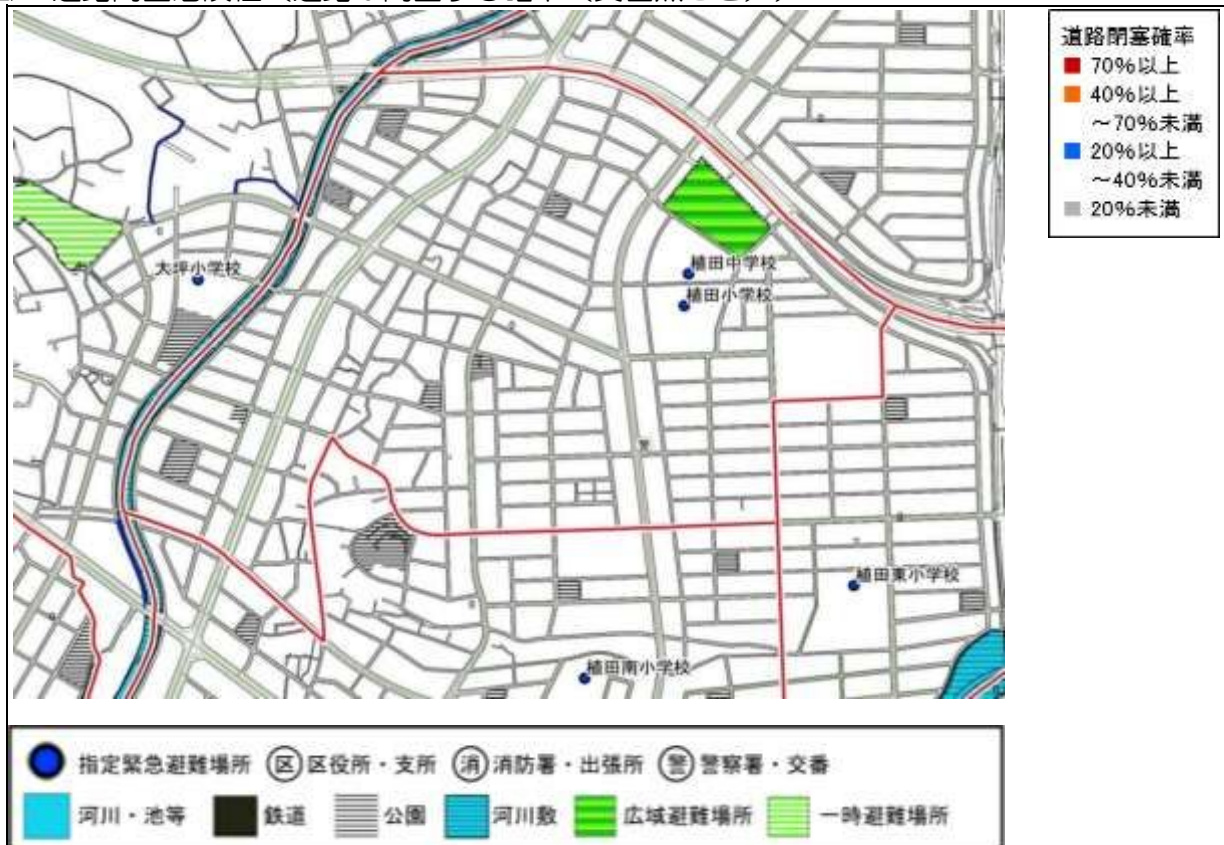 道路閉塞確率
70%以上
40%以上
～70%未満
20%以上
～40%未満
20%未満
大坪小学校
植田中学校
植田小学校
植田東小学校
植田南小学校
指定緊急避難場所 区 区役所・支所 消 消防署・出張所 警 警察署・交番
河川・池等 鉄道 公園 河川敷 広域避難場所 一時避難場所